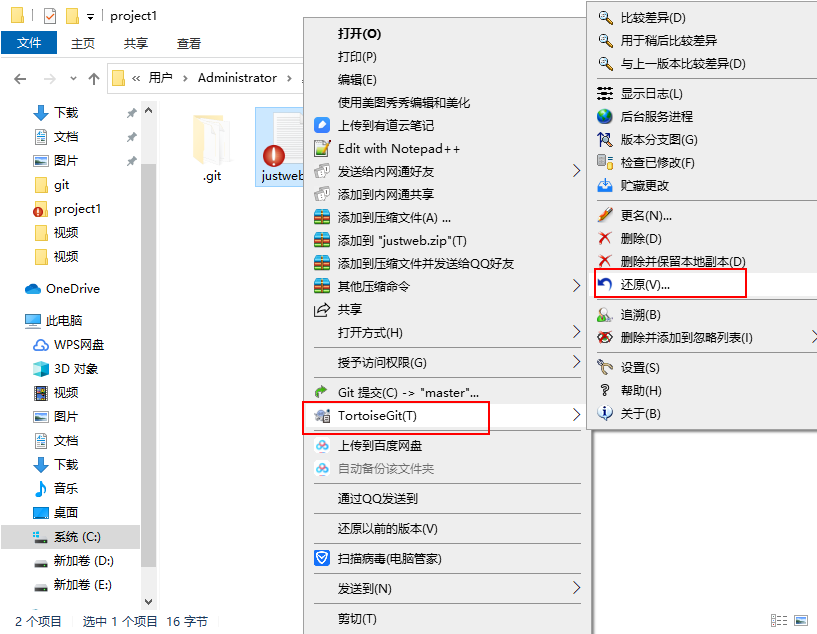 project1
文件 主页 共享 查看
« 用户 › Administrator ›
下载
文档
图片
git
project1
视频
视频
OneDrive
此电脑
WPS网盘
3D 对象
视频
图片
文档
下载
音乐
桌面
系统 (C:)
新加卷 (D:)
新加卷 (E:)
2 个项目 选中 1 个项目 16 字节
.git
justweb
打开(O)
打印(P)
编辑(E)
使用美图秀秀编辑和美化
上传到有道云笔记
Edit with Notepad++
发送给内网通好友
添加到内网通共享
添加到压缩文件(A) ...
添加到 "justweb.zip"(T)
添加到压缩文件并发送给QQ好友
其他压缩命令
共享
打开方式(H)
授予访问权限(G)
Git 提交(C) -> "master"...
TortoiseGit(T)
上传到百度网盘
自动备份该文件夹
通过QQ发送到
还原以前的版本(V)
扫描病毒(电脑管家)
发送到(N)
剪切(T)
比较差异(D)
用于稍后比较差异
与上一版本比较差异(D)
显示日志(L)
后台服务进程
版本分支图(G)
检查已修改(F)
贮藏更改
更名(N)...
删除(D)
删除并保留本地副本(D)
还原(V)...
追溯(B)
删除并添加到忽略列表(I)
设置(S)
帮助(H)
关于(B)